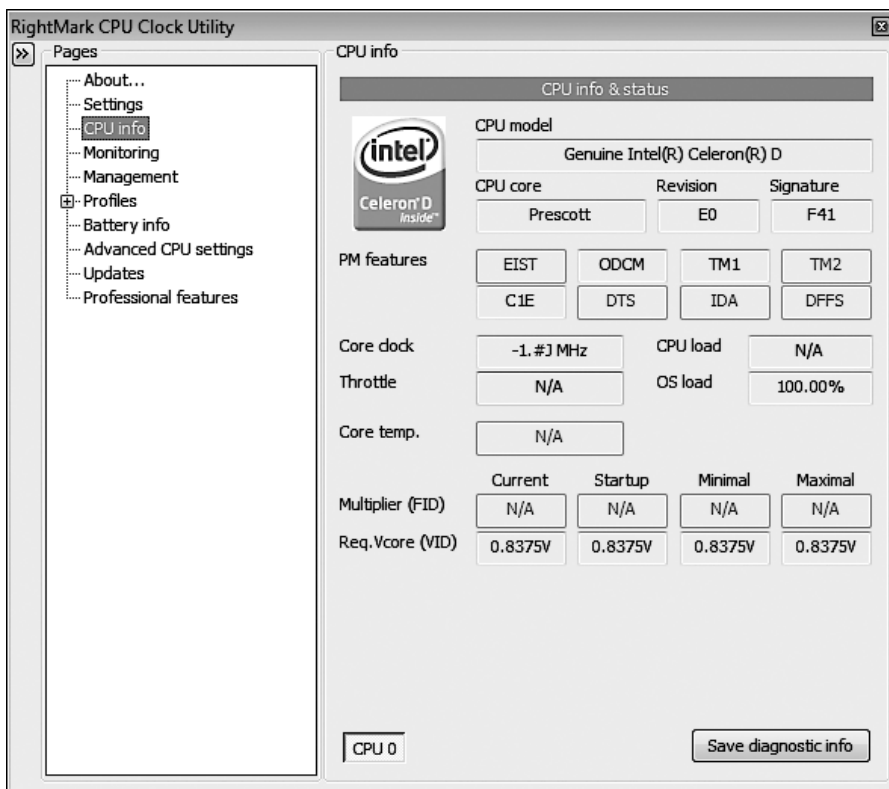 RightMark CPU Clock Utility
Pages
About...
Settings
CPU info
Monitoring
Management
Profiles
Battery info
Advanced CPU settings
Updates
Professional features
CPU info
CPU info & status
intel
Celeron® D
inside™
CPU model
Genuine Intel(R) Celeron(R) D
CPU core Revision Signature
Prescott E0 F41
PM features EIST ODCM TM1 TM2
C1E DTS IDA DFFS
Core clock -1.#J MHz CPU load N/A
Throttle N/A OS load 100.00%
Core temp. N/A
Current Startup Minimal Maximal
Multiplier (FID) N/A N/A N/A N/A
Req.Vcore (VID) 0.8375V 0.8375V 0.8375V 0.8375V
CPU 0 Save diagnostic info